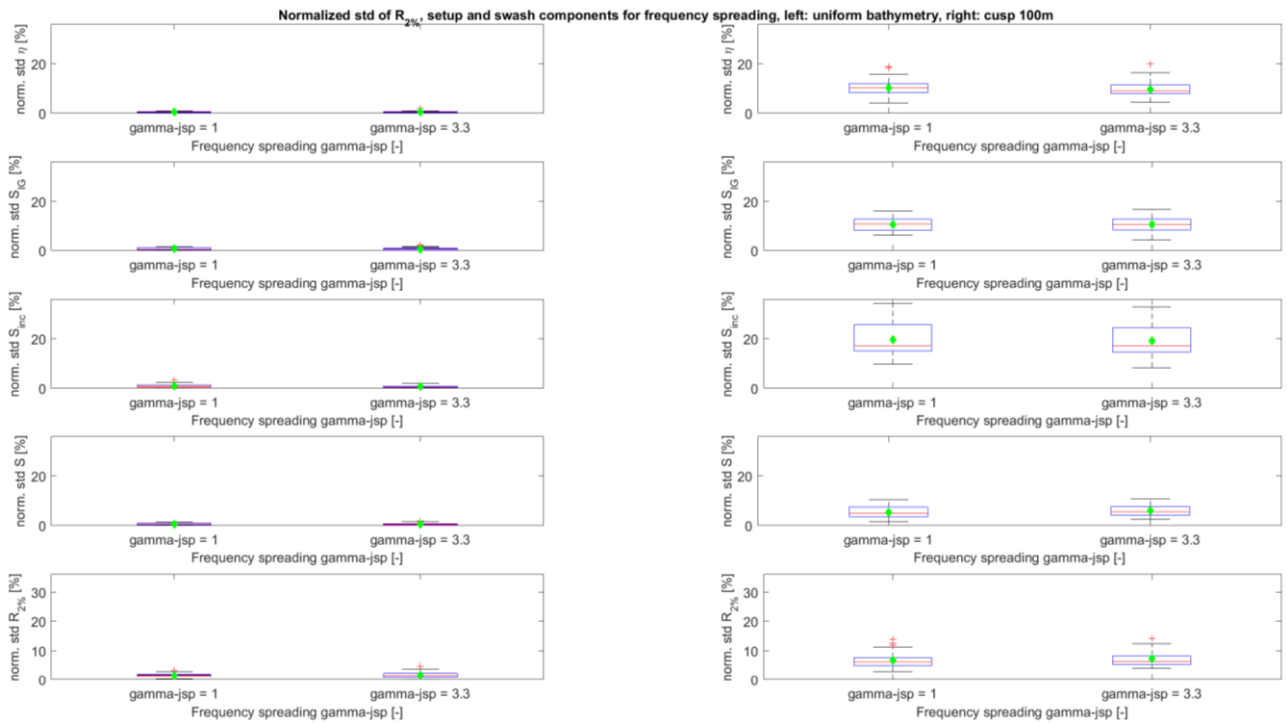 Normalized std of R2%, setup and swash components for frequency spreading, left: uniform bathymetry, right: cusp 100m
norm. std η [%]
20
0
gamma-jsp = 1
gamma-jsp = 3.3
Frequency spreading gamma-jsp [-]
norm. std η [%]
20
0
gamma-jsp = 1
gamma-jsp = 3.3
Frequency spreading gamma-jsp [-]
norm. std SIG [%]
20
0
gamma-jsp = 1
gamma-jsp = 3.3
Frequency spreading gamma-jsp [-]
norm. std SIG [%]
20
0
gamma-jsp = 1
gamma-jsp = 3.3
Frequency spreading gamma-jsp [-]
norm. std Sinc [%]
20
0
gamma-jsp = 1
gamma-jsp = 3.3
Frequency spreading gamma-jsp [-]
norm. std Sinc [%]
20
0
gamma-jsp = 1
gamma-jsp = 3.3
Frequency spreading gamma-jsp [-]
norm. std S [%]
20
0
gamma-jsp = 1
gamma-jsp = 3.3
Frequency spreading gamma-jsp [-]
norm. std S [%]
20
0
gamma-jsp = 1
gamma-jsp = 3.3
Frequency spreading gamma-jsp [-]
norm. std R2% [%]
30
20
10
0
gamma-jsp = 1
gamma-jsp = 3.3
Frequency spreading gamma-jsp [-]
norm. std R2% [%]
30
20
10
0
gamma-jsp = 1
gamma-jsp = 3.3
Frequency spreading gamma-jsp [-]